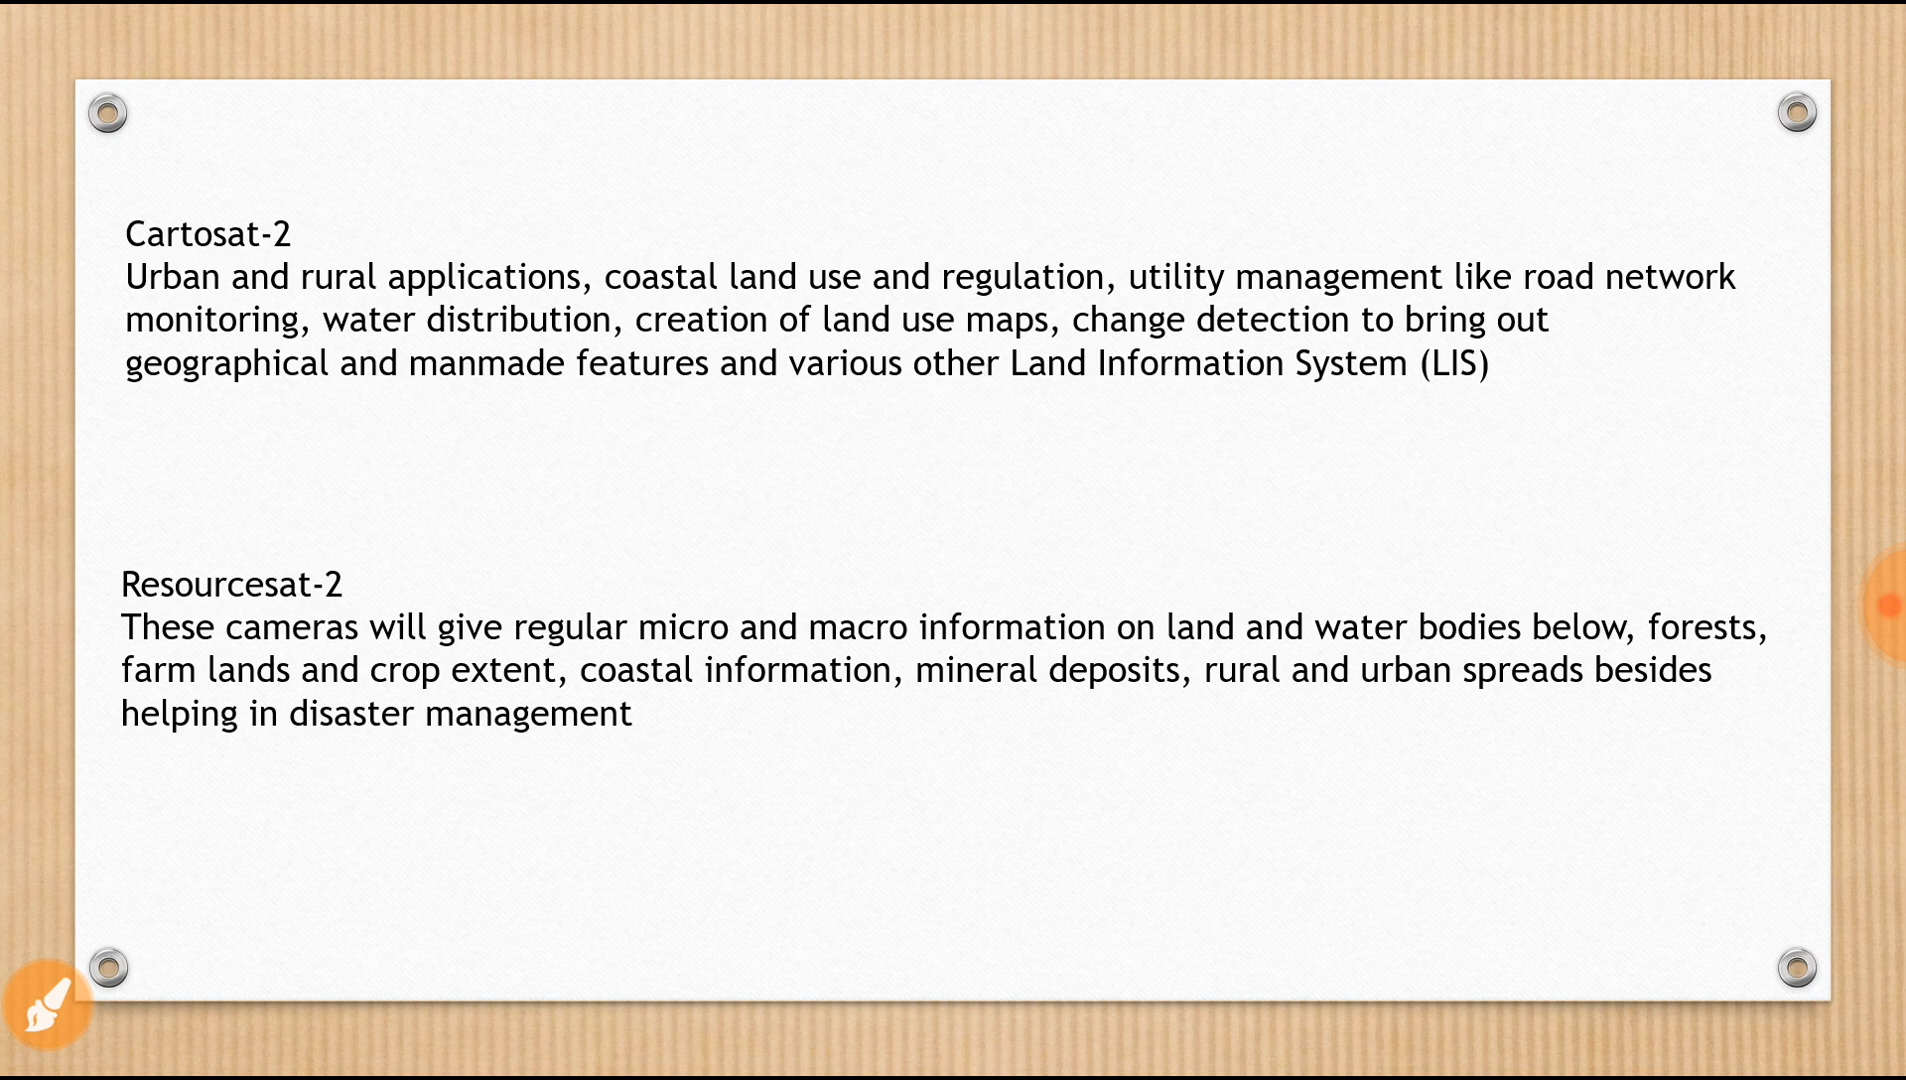 Cartosat-2
Urban and rural applications, coastal land use and regulation, utility management like road network
monitoring, water distribution, creation of land use maps, change detection to bring out
geographical and manmade features and various other Land Information System (LIS)
Resourcesat-2
These cameras will give regular micro and macro information on land and water bodies below, forests,
farm lands and crop extent, coastal information, mineral deposits, rural and urban spreads besides
helping in disaster management